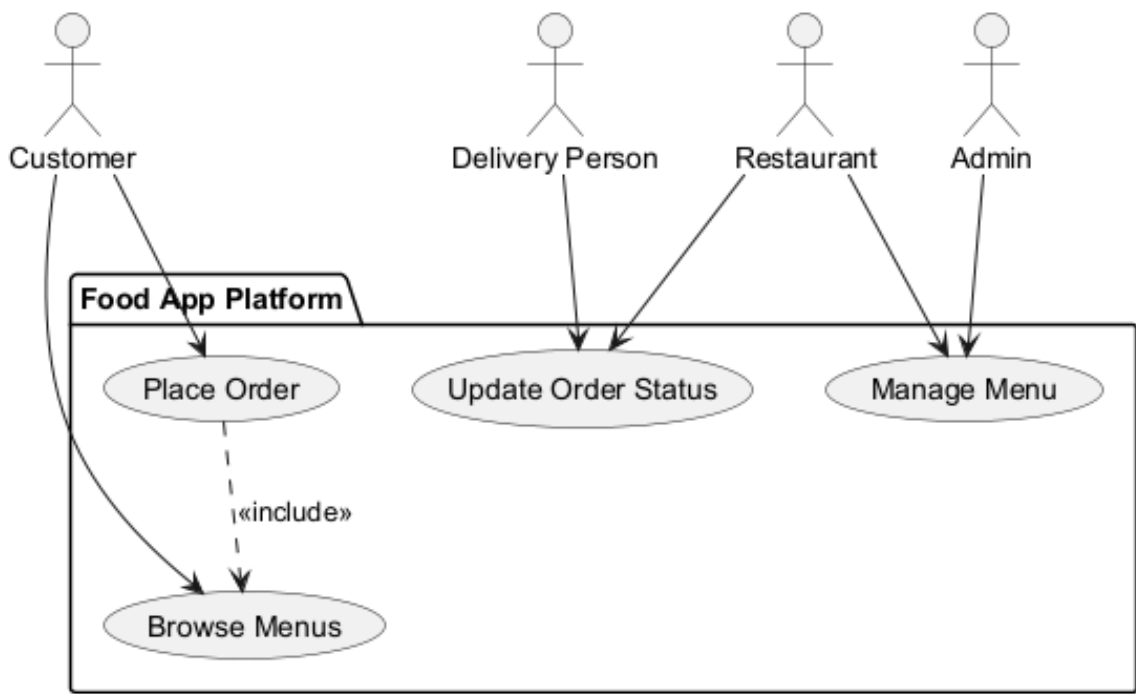 Customer
Delivery Person
Restaurant
Admin
Food App Platform
Place Order
Update Order Status
Manage Menu
«include»
Browse Menus